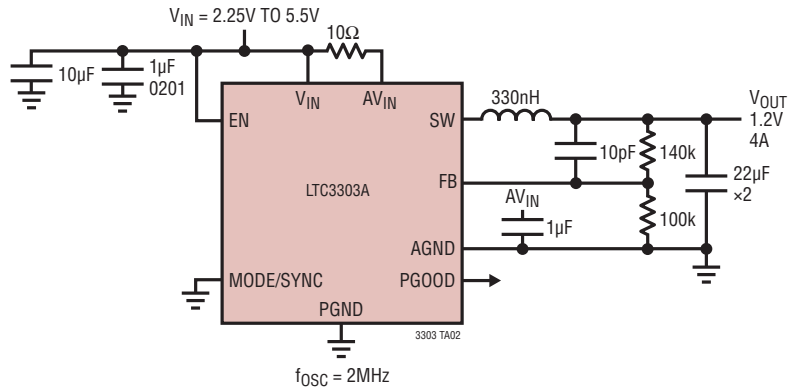 V_IN = 2.25V TO 5.5V
10Ω
10µF
1µF
0201
V_IN
AV_IN
EN
SW
330nH
V_OUT
1.2V
4A
10pF
140k
22µF
×2
FB
LTC3303A
AV_IN
1µF
100k
AGND
MODE/SYNC
PGOOD
PGND
3303 TA02
f_OSC = 2MHz